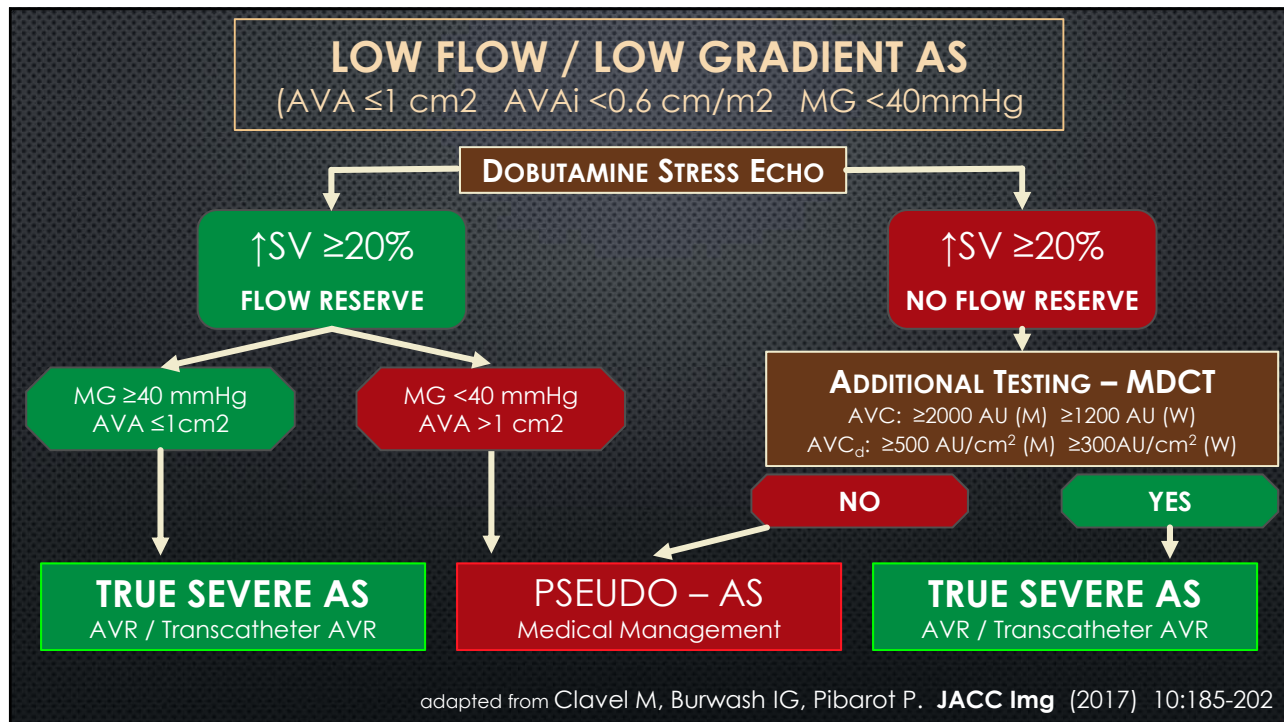 LOW FLOW / LOW GRADIENT AS
(AVA ≤1 cm2 AVAi <0.6 cm/m2 MG <40mmHg
DOBUTAMINE STRESS ECHO
↑SV ≥20%
FLOW RESERVE
↑SV ≥20%
NO FLOW RESERVE
MG ≥40 mmHg
AVA ≤1cm2
MG <40 mmHg
AVA >1 cm2
ADDITIONAL TESTING – MDCT
AVC: ≥2000 AU (M) ≥1200 AU (W)
AVCd: ≥500 AU/cm² (M) ≥300AU/cm² (W)
NO
YES
TRUE SEVERE AS
AVR / Transcatheter AVR
PSEUDO – AS
Medical Management
TRUE SEVERE AS
AVR / Transcatheter AVR
adapted from Clavel M, Burwash IG, Pibarot P. JACC Img (2017) 10:185-202